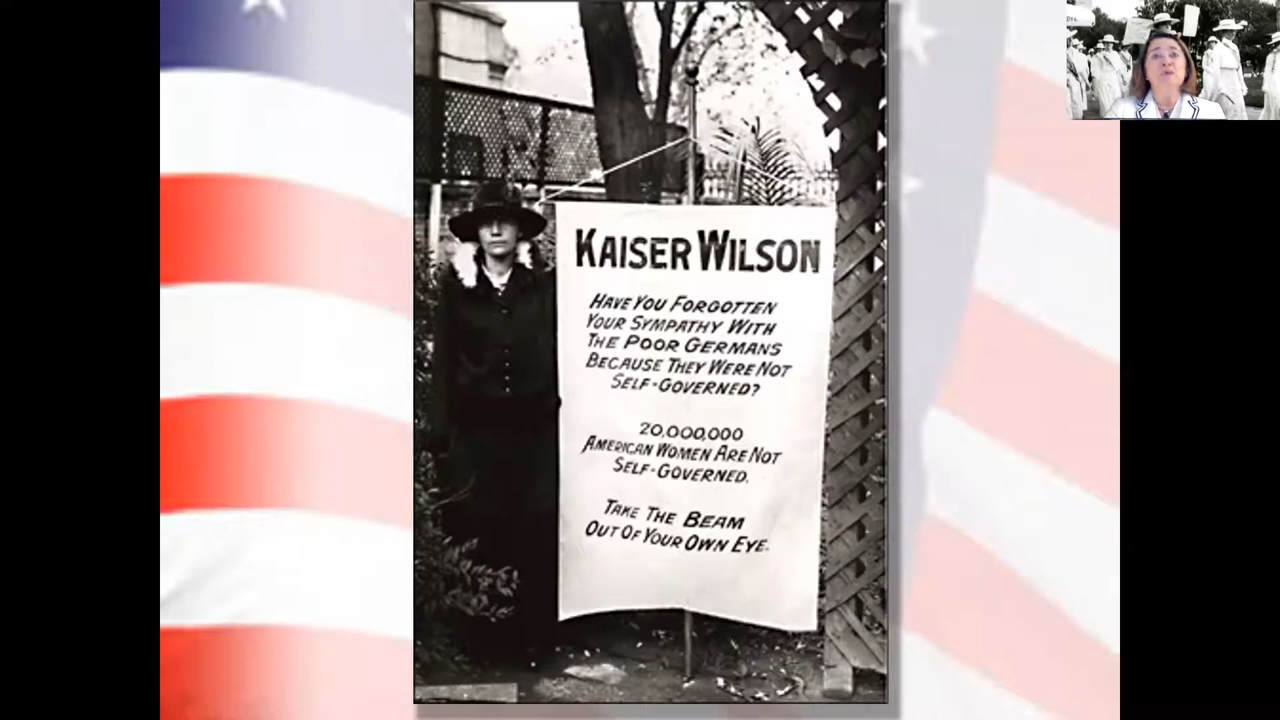 KAISER WILSON
HAVE YOU FORGOTTEN
YOUR SYMPATHY WITH
THE POOR GERMANS
BECAUSE THEY WERE NOT
SELF-GOVERNED?
20,000,000
AMERICAN WOMEN ARE NOT
SELF-GOVERNED.
TAKE THE BEAM
OUT OF YOUR OWN EYE.